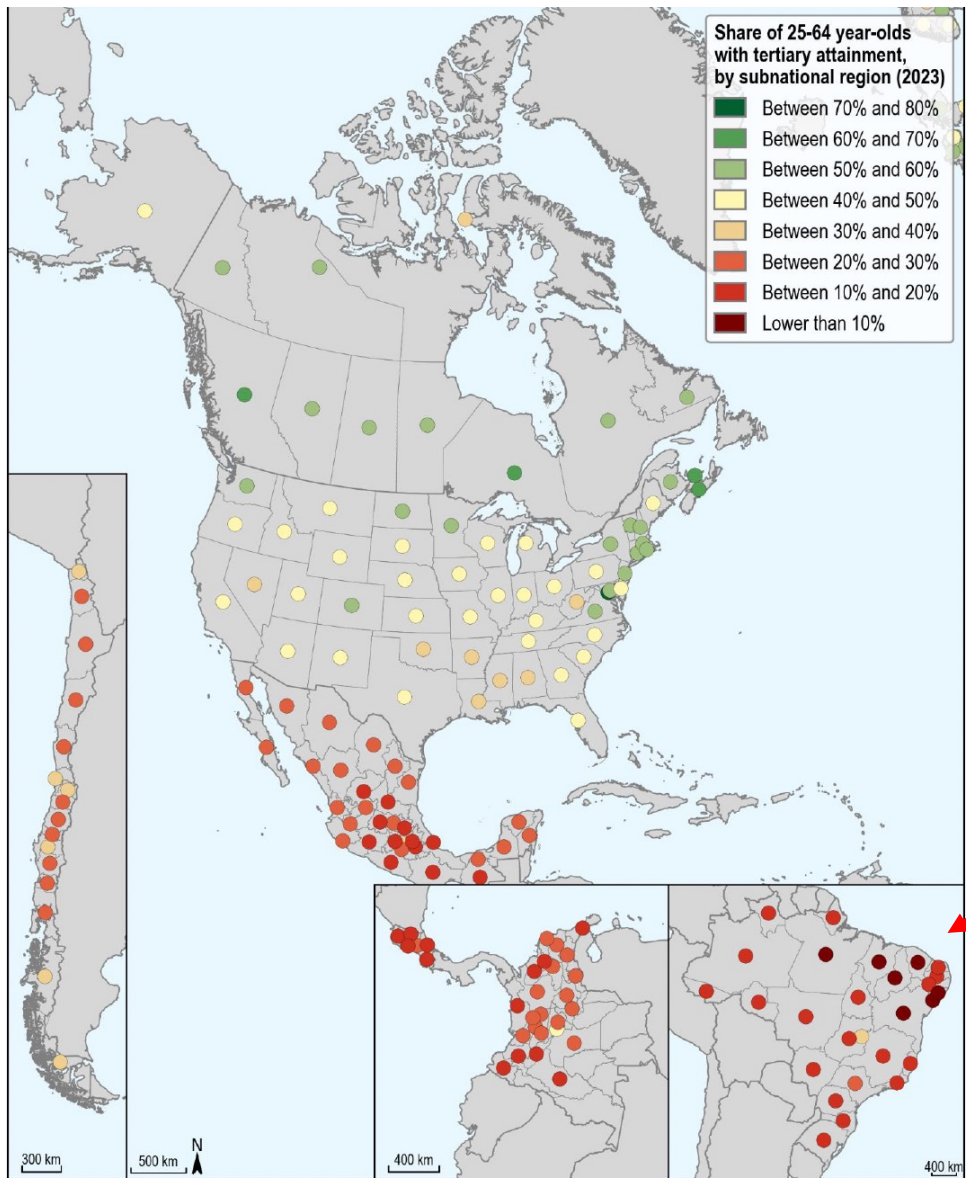 Share of 25-64 year-olds
with tertiary attainment,
by subnational region (2023)
Between 70% and 80%
Between 60% and 70%
Between 50% and 60%
Between 40% and 50%
Between 30% and 40%
Between 20% and 30%
Between 10% and 20%
Lower than 10%
300 km
500 km
N
400 km
400 km